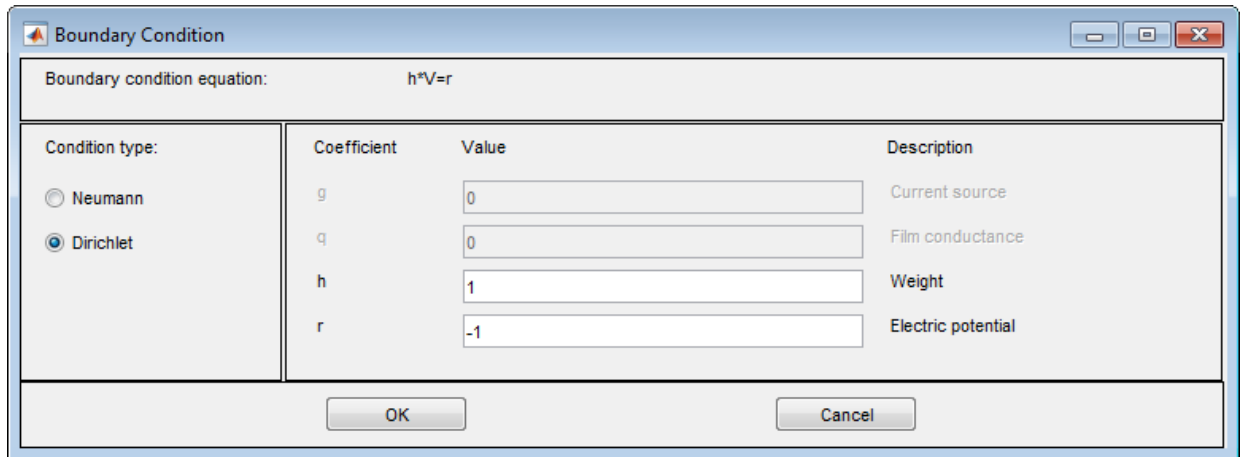 Boundary Condition
Boundary condition equation: h*V=r
Condition type:
Neumann
Dirichlet
Coefficient Value Description
g 0 Current source
q 0 Film conductance
h 1 Weight
r -1 Electric potential
OK Cancel